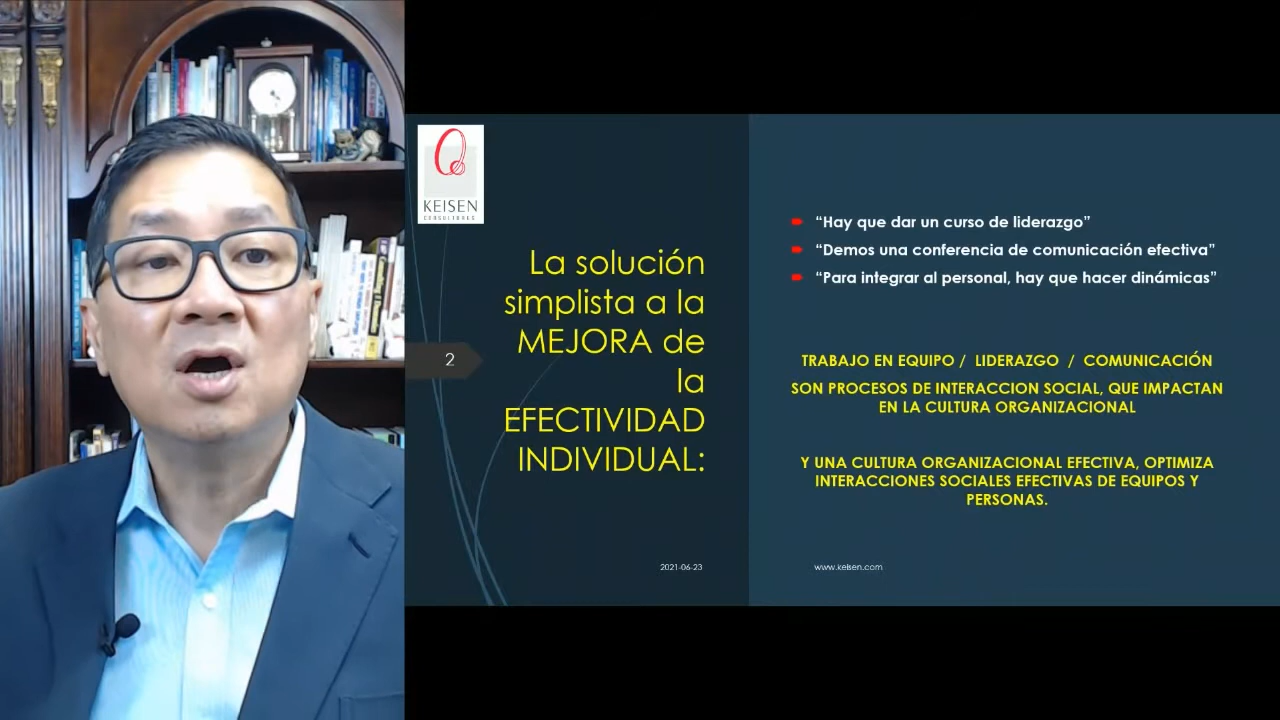 KEISEN
CONSULTORES
La solución
simplista a la
MEJORA de
la
EFECTIVIDAD
INDIVIDUAL:
2
2021-06-23
“Hay que dar un curso de liderazgo”
“Demos una conferencia de comunicación efectiva”
“Para integrar al personal, hay que hacer dinámicas”
TRABAJO EN EQUIPO / LIDERAZGO / COMUNICACIÓN
SON PROCESOS DE INTERACCION SOCIAL, QUE IMPACTAN
EN LA CULTURA ORGANIZACIONAL
Y UNA CULTURA ORGANIZACIONAL EFECTIVA, OPTIMIZA
INTERACCIONES SOCIALES EFECTIVAS DE EQUIPOS Y
PERSONAS.
www.keisen.com